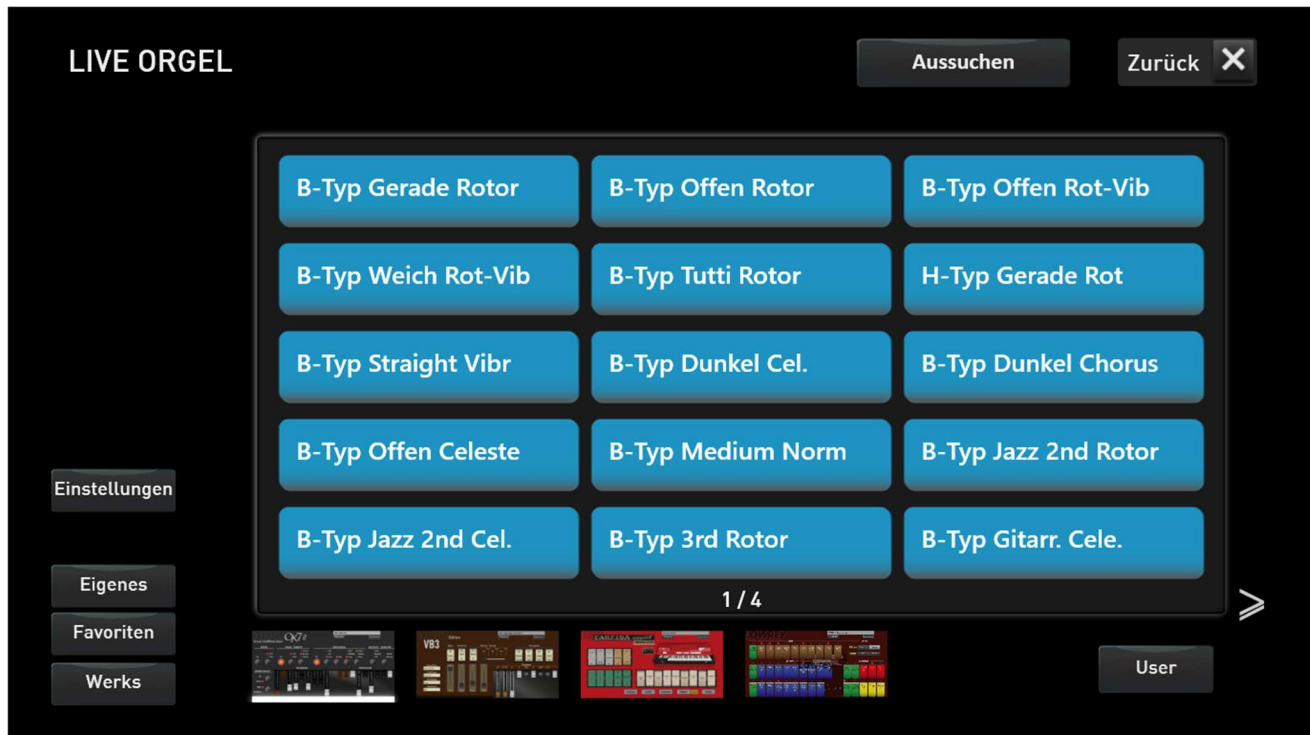 LIVE ORGEL
Aussuchen
Zurück
B-Typ Gerade Rotor
B-Typ Offen Rotor
B-Typ Offen Rot-Vib
B-Typ Weich Rot-Vib
B-Typ Tutti Rotor
H-Typ Gerade Rot
B-Typ Straight Vibr
B-Typ Dunkel Cel.
B-Typ Dunkel Chorus
B-Typ Offen Celeste
B-Typ Medium Norm
B-Typ Jazz 2nd Rotor
B-Typ Jazz 2nd Cel.
B-Typ 3rd Rotor
B-Typ Gitarr. Cele.
1 / 4
Einstellungen
Eigenes
Favoriten
Werks
VB3
User